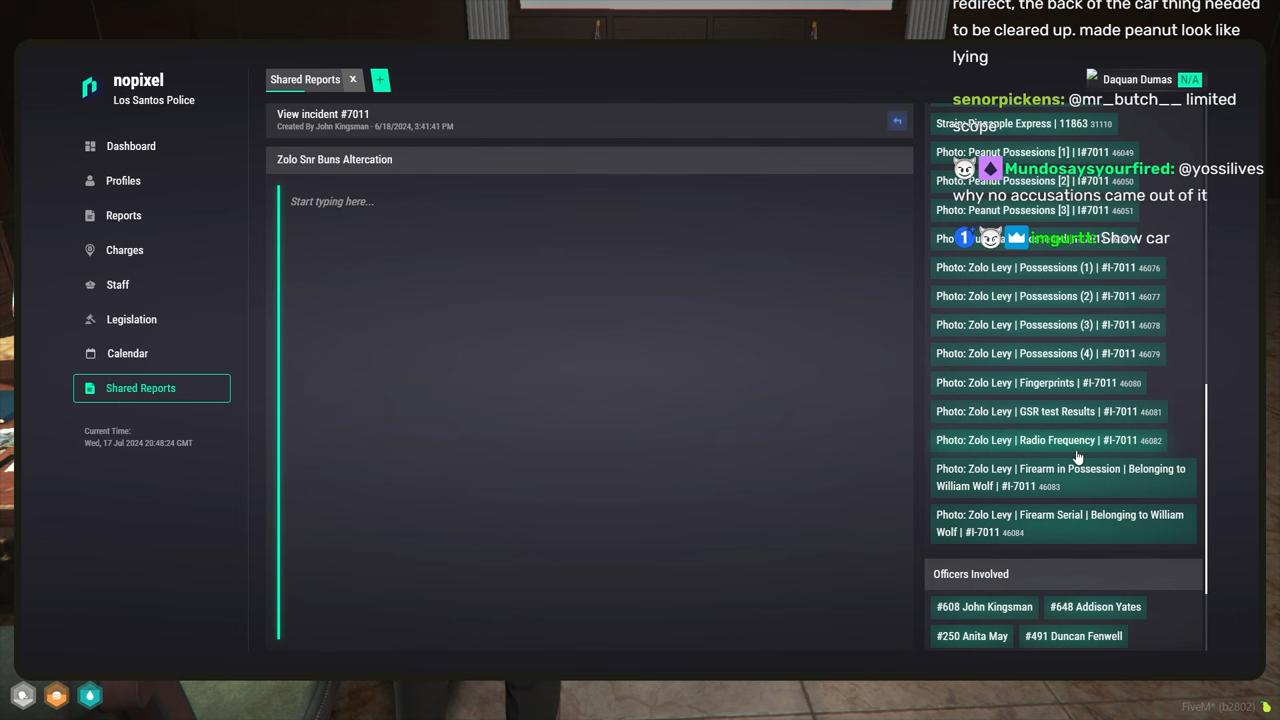 redirect, the back of the car thing needed
to be cleared up. made peanut look like
lying
senorpickens: @mr_butch__ limited
scope
Mundosaysyourfired: @yossilives
why no accusations came out of it
Show car
nopixel
Los Santos Police
Dashboard
Profiles
Reports
Charges
Staff
Legislation
Calendar
Shared Reports
Current Time:
Wed, 17 Jul 2024 20:48:24 GMT
Shared Reports x +
Daquan Dumas N/A
View incident #7011
Created By John Kingsman - 6/18/2024, 3:41:41 PM
Zolo Snr Buns Altercation
Start typing here...
Strain: Pineapple Express | 11863 31110
Photo: Peanut Possesions [1] | I#7011 46049
Photo: Peanut Possesions [2] | I#7011 46050
Photo: Peanut Possesions [3] | I#7011 46051
Photo: Zolo Levy | Possessions (1) | #I-7011 46076
Photo: Zolo Levy | Possessions (2) | #I-7011 46077
Photo: Zolo Levy | Possessions (3) | #I-7011 46078
Photo: Zolo Levy | Possessions (4) | #I-7011 46079
Photo: Zolo Levy | Fingerprints | #I-7011 46080
Photo: Zolo Levy | GSR test Results | #I-7011 46081
Photo: Zolo Levy | Radio Frequency | #I-7011 46082
Photo: Zolo Levy | Firearm in Possession | Belonging to
William Wolf | #I-7011 46083
Photo: Zolo Levy | Firearm Serial | Belonging to William
Wolf | #I-7011 46084
Officers Involved
#608 John Kingsman #648 Addison Yates
#250 Anita May #491 Duncan Fenwell
FiveM* (b2802)